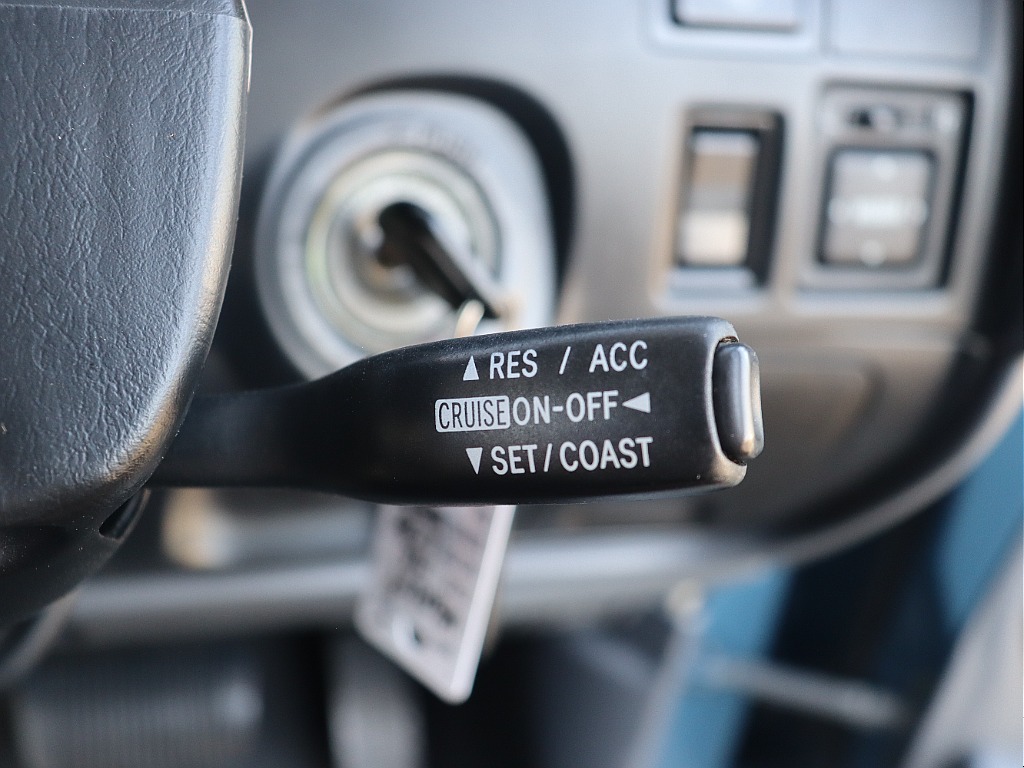 ▲ RES / ACC
CRUISE ON-OFF ◀
▼ SET/COAST